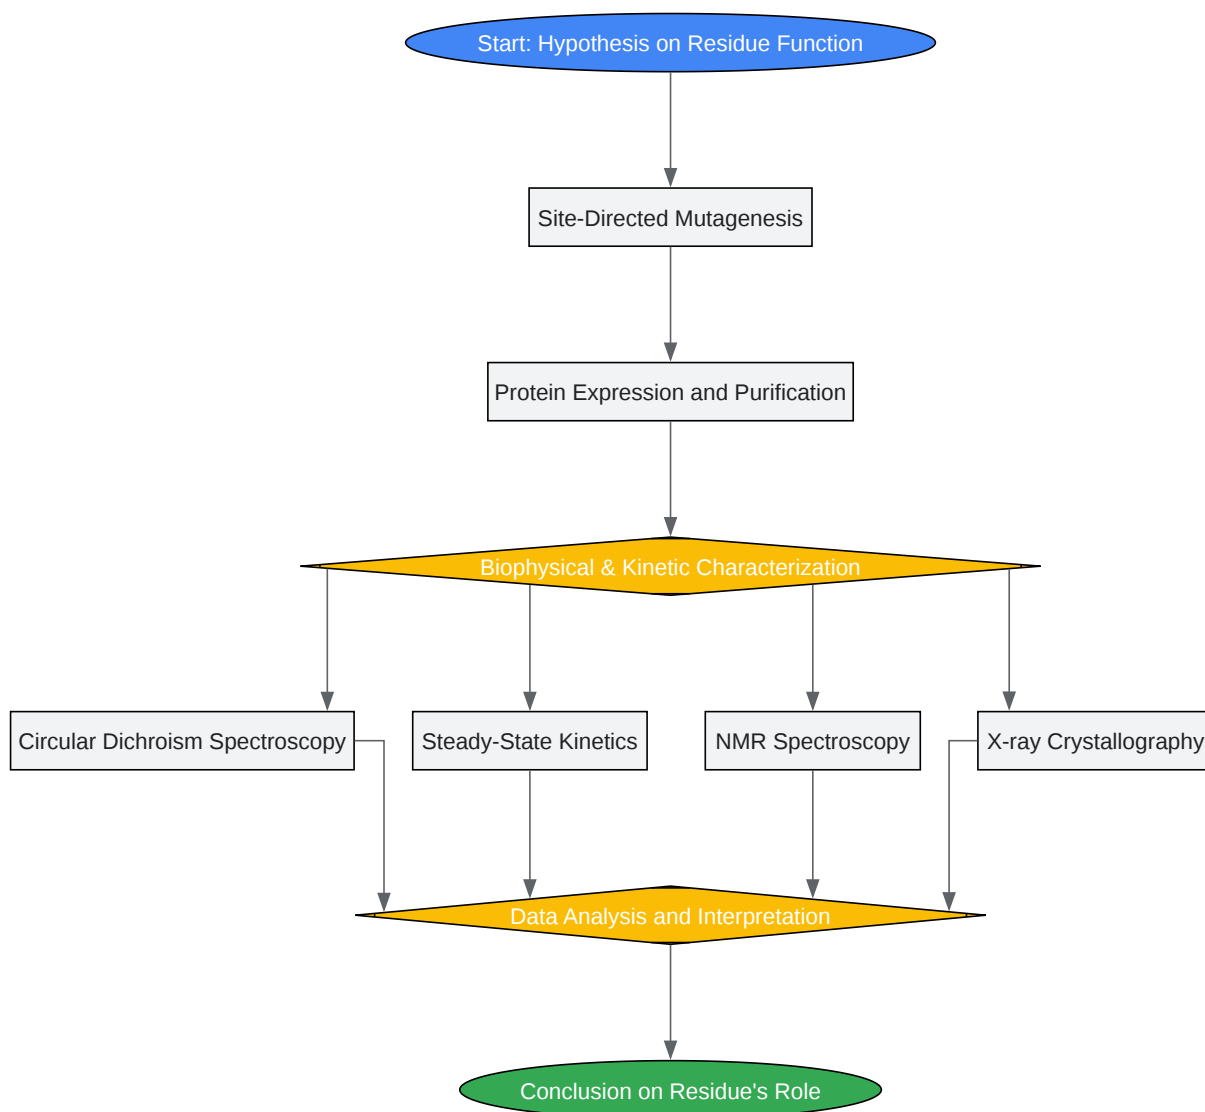 Start: Hypothesis on Residue Function
Site-Directed Mutagenesis
Protein Expression and Purification
Biophysical & Kinetic Characterization
Circular Dichroism Spectroscopy
Steady-State Kinetics
NMR Spectroscopy
X-ray Crystallography
Data Analysis and Interpretation
Conclusion on Residue's Role